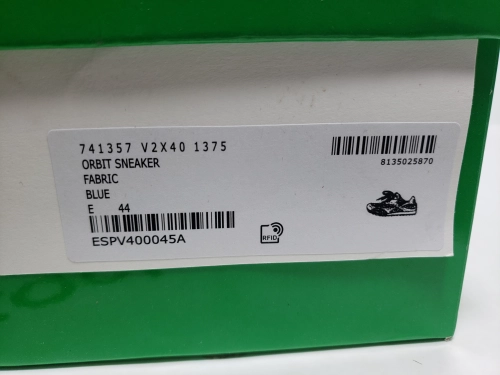 741357 V2X40 1375
ORBIT SNEAKER
FABRIC
BLUE
E 44
ESPV400045A
8135025870
RFID